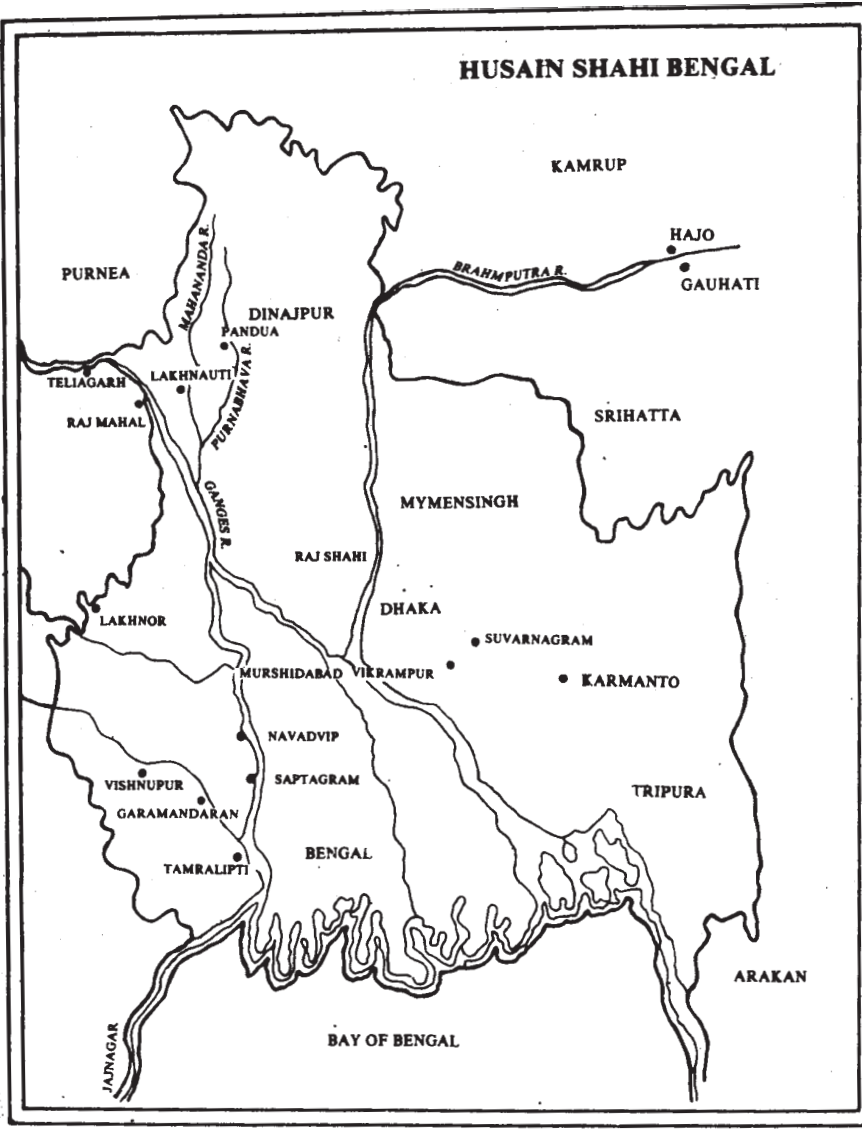 HUSAIN SHAHI BENGAL
KAMRUP
HAJO
BRAHMPUTRA R.
PURNEA
MAHANANDA R.
GAUHATI
DINAJPUR
PANDUA
TELIAGARH
LAKHNAUTI
PURNABHAVA R.
RAJ MAHAL
SRIHATTA
GANGES R.
MYMENSINGH
RAJ SHAHI
DHAKA
LAKHNOR
SUVARNAGRAM
MURSHIDABAD
VIKRAMPUR
KARMANTO
NAVADVIP
VISHNUPUR
SAPTAGRAM
TRIPURA
GARAMANDARAN
BENGAL
TAMRALIPTI
ARAKAN
BAY OF BENGAL
JAJNAGAR